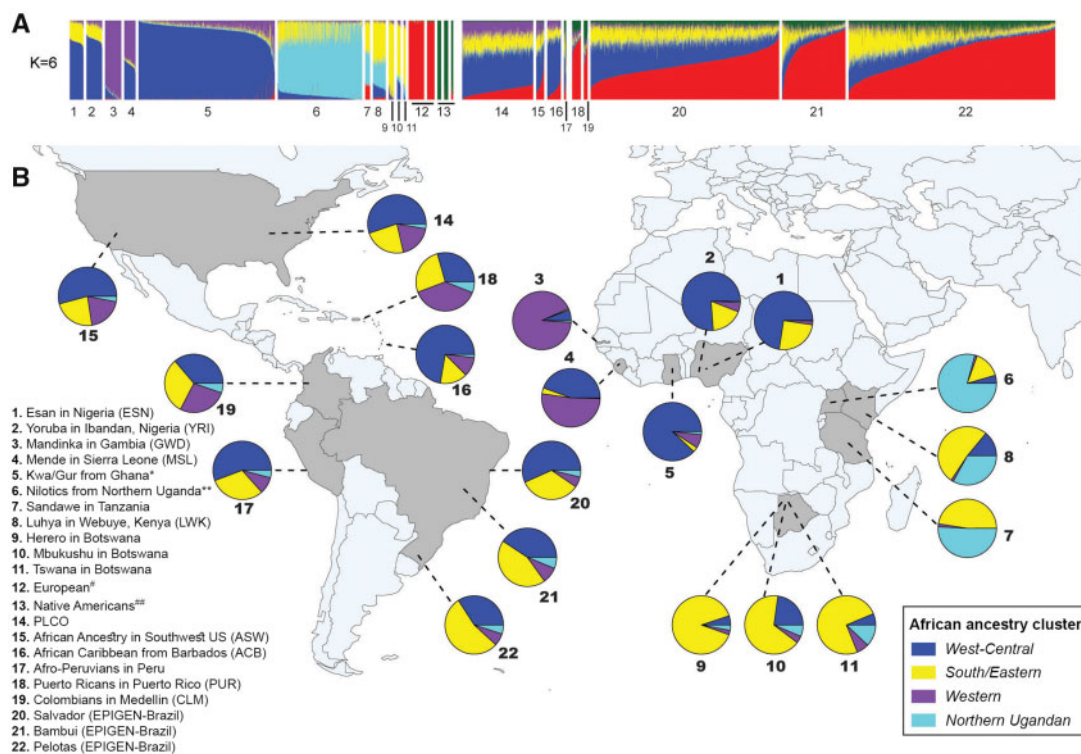 A
K=6
1 2 3 4 5 6 7 8 9 10 11 12 13 14 15 16 17 18 19 20 21 22
B
14
15
18
16
19
17
20
21
22
3
2
1
4
5
6
8
7
9
10
11
1. Esan in Nigeria (ESN)
2. Yoruba in Ibandan, Nigeria (YRI)
3. Mandinka in Gambia (GWD)
4. Mende in Sierra Leone (MSL)
5. Kwa/Gur from Ghana*
6. Nilotics from Northern Uganda**
7. Sandawe in Tanzania
8. Luhya in Webuye, Kenya (LWK)
9. Herero in Botswana
10. Mbukushu in Botswana
11. Tswana in Botswana
12. European#
13. Native Americans##
14. PLCO
15. African Ancestry in Southwest US (ASW)
16. African Caribbean from Barbados (ACB)
17. Afro-Peruvians in Peru
18. Puerto Ricans in Puerto Rico (PUR)
19. Colombians in Medellin (CLM)
20. Salvador (EPIGEN-Brazil)
21. Bambui (EPIGEN-Brazil)
22. Pelotas (EPIGEN-Brazil)
African ancestry cluster
West-Central
South/Eastern
Western
Northern Ugandan